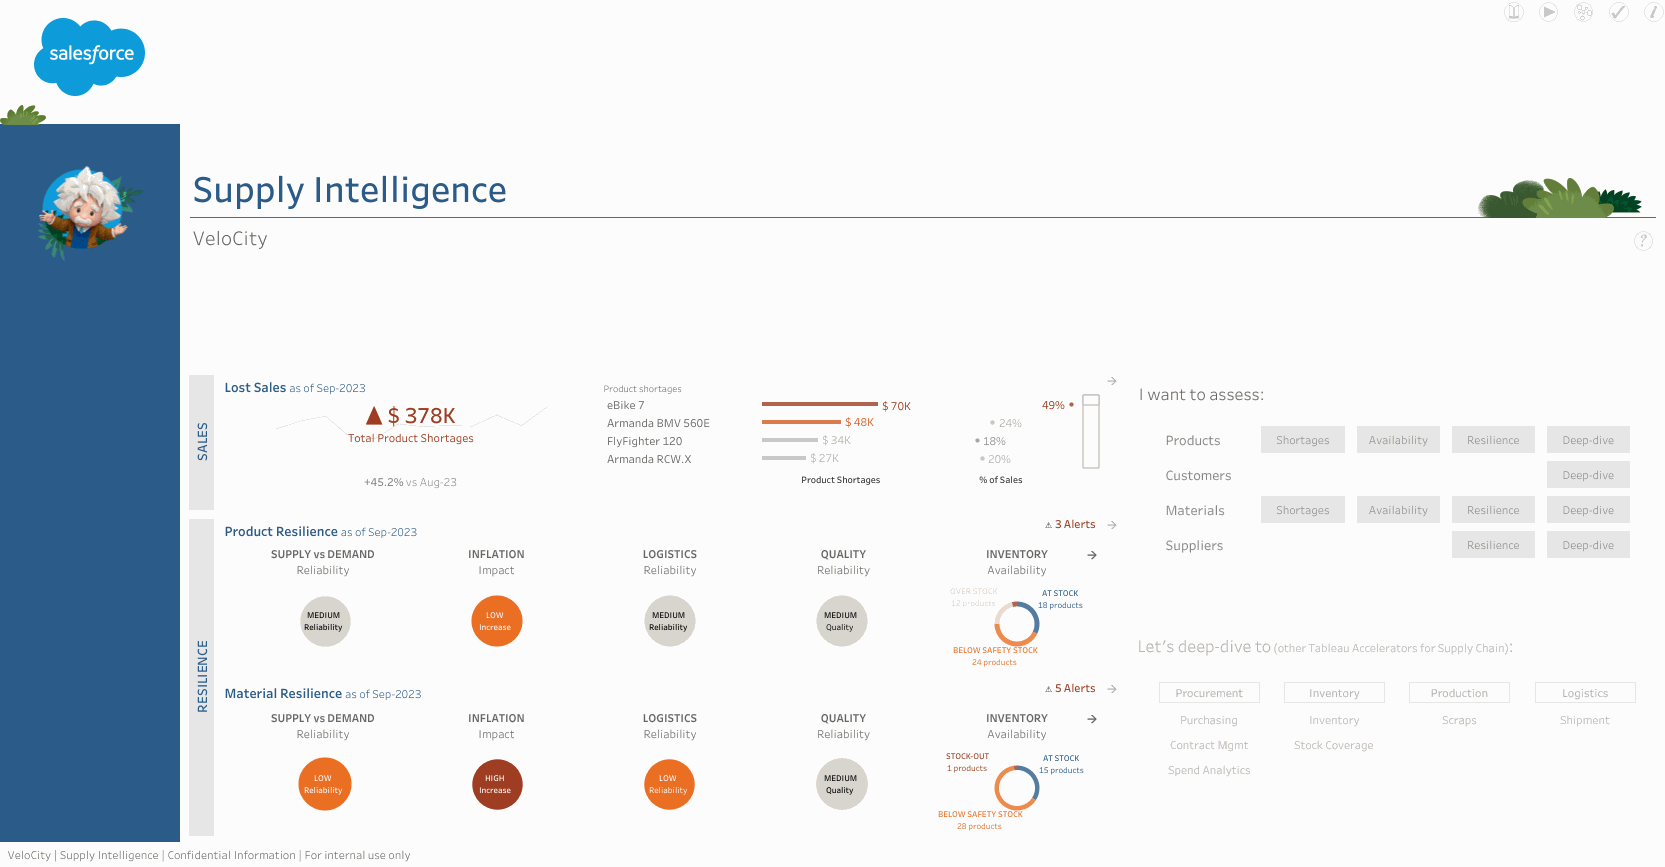 salesforce
Supply Intelligence
VeloCity
?
SALES
Lost Sales as of Sep-2023
▲ $ 378K
Total Product Shortages
+45.2% vs Aug-23
Product shortages
eBike 7 $ 70K 49%
Armanda BMV 560E $ 48K 24%
FlyFighter 120 $ 34K 18%
Armanda RCW.X $ 27K 20%
Product Shortages % of Sales
→
RESILIENCE
Product Resilience as of Sep-2023
⚠ 3 Alerts →
SUPPLY vs DEMAND INFLATION LOGISTICS QUALITY INVENTORY →
Reliability Impact Reliability Reliability Availability
MEDIUM
Reliability
LOW
Increase
MEDIUM
Reliability
MEDIUM
Quality
OVER STOCK
12 products
AT STOCK
18 products
BELOW SAFETY STOCK
24 products
Material Resilience as of Sep-2023
⚠ 5 Alerts →
SUPPLY vs DEMAND INFLATION LOGISTICS QUALITY INVENTORY →
Reliability Impact Reliability Reliability Availability
LOW
Reliability
HIGH
Increase
LOW
Reliability
MEDIUM
Quality
STOCK-OUT
1 products
AT STOCK
15 products
BELOW SAFETY STOCK
28 products
I want to assess:
Products Shortages Availability Resilience Deep-dive
Customers Deep-dive
Materials Shortages Availability Resilience Deep-dive
Suppliers Resilience Deep-dive
Let's deep-dive to (other Tableau Accelerators for Supply Chain):
Procurement Inventory Production Logistics
Purchasing Inventory Scraps Shipment
Contract Mgmt Stock Coverage
Spend Analytics
VeloCity | Supply Intelligence | Confidential Information | For internal use only